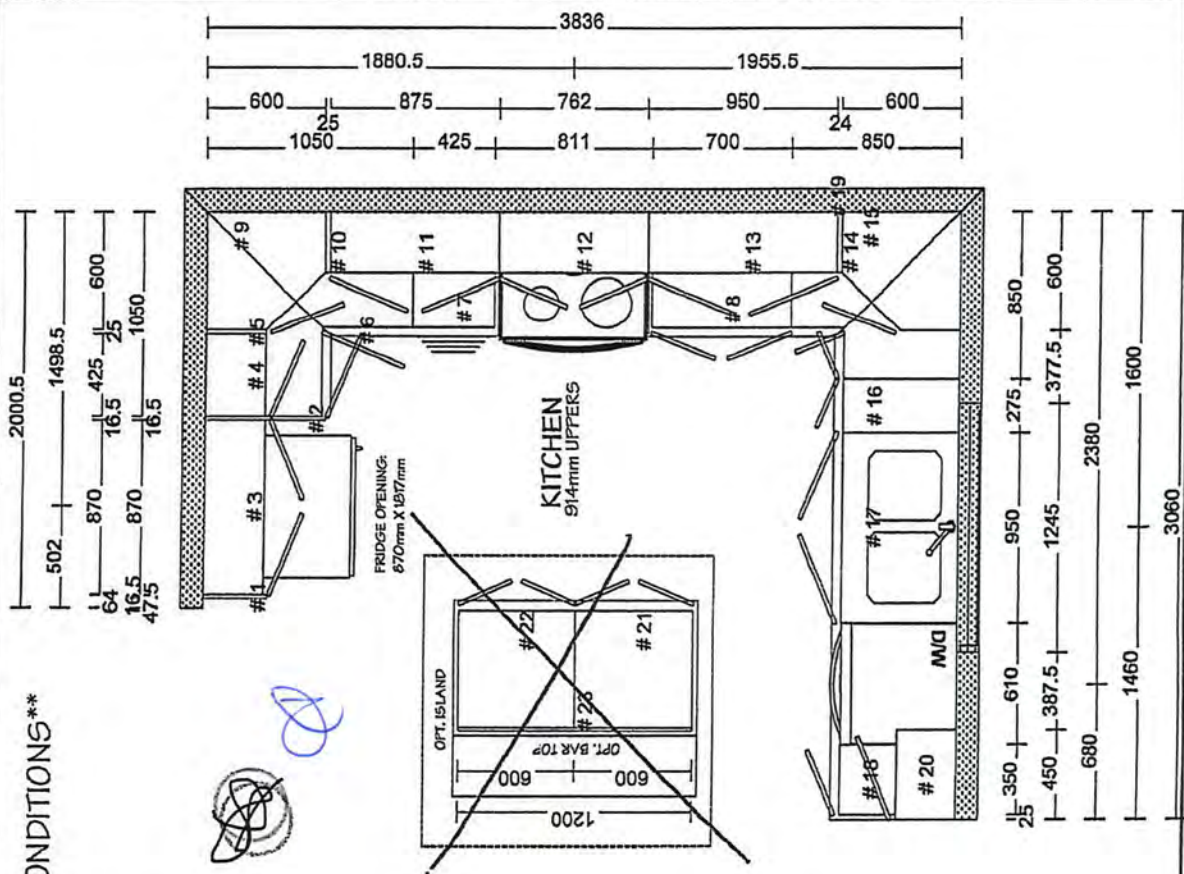 3836
1880.5 1955.5
600 875 762 950 600
25 24
1050 425 811 700 850
2000.5
502 1498.5
64 870 16.5 425 25 600
16.5 870
47.5 16.5 1050
#9
#10
#11
#12
#13
#14
#15
#19
#5
#4
#6
#7
#8
#2
#3
#1
#16
#17
#18
#20
D/W
FRIDGE OPENING:
870mm X 1817mm
KITCHEN
914mm UPPERS
OPT. ISLAND
OPT. BAR TOP
#22
#21
#23
600 600
1200
25 350 610 950 275 850
450 387.5 1245 377.5 600
680 2380
1460 1600
3060
ONDITIONS**